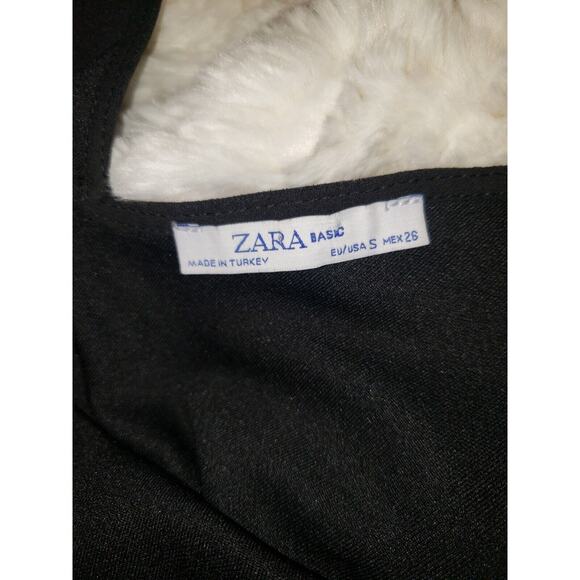 ZARA BASIC
MADE IN TURKEY EU/USA S MEX 26